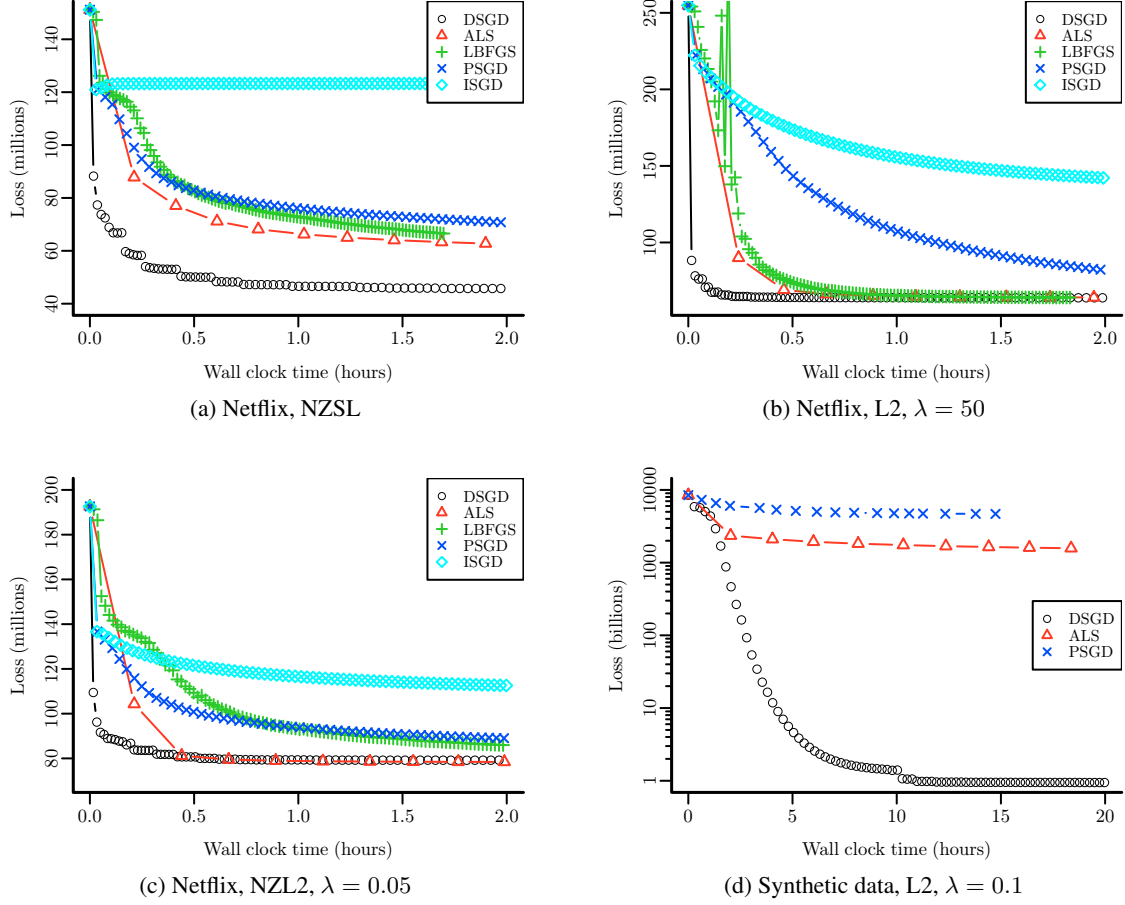 DSGD
ALS
LBFGS
PSGD
ISGD
Loss (millions)
40 60 80 100 120 140
0.0 0.5 1.0 1.5 2.0
Wall clock time (hours)
(a) Netflix, NZSL
DSGD
ALS
LBFGS
PSGD
ISGD
Loss (millions)
100 150 200 250
0.0 0.5 1.0 1.5 2.0
Wall clock time (hours)
(b) Netflix, L2, λ = 50
DSGD
ALS
LBFGS
PSGD
ISGD
Loss (millions)
80 100 120 140 160 180 200
0.0 0.5 1.0 1.5 2.0
Wall clock time (hours)
(c) Netflix, NZL2, λ = 0.05
DSGD
ALS
PSGD
Loss (billions)
1 10 100 1000 10000
0 5 10 15 20
Wall clock time (hours)
(d) Synthetic data, L2, λ = 0.1